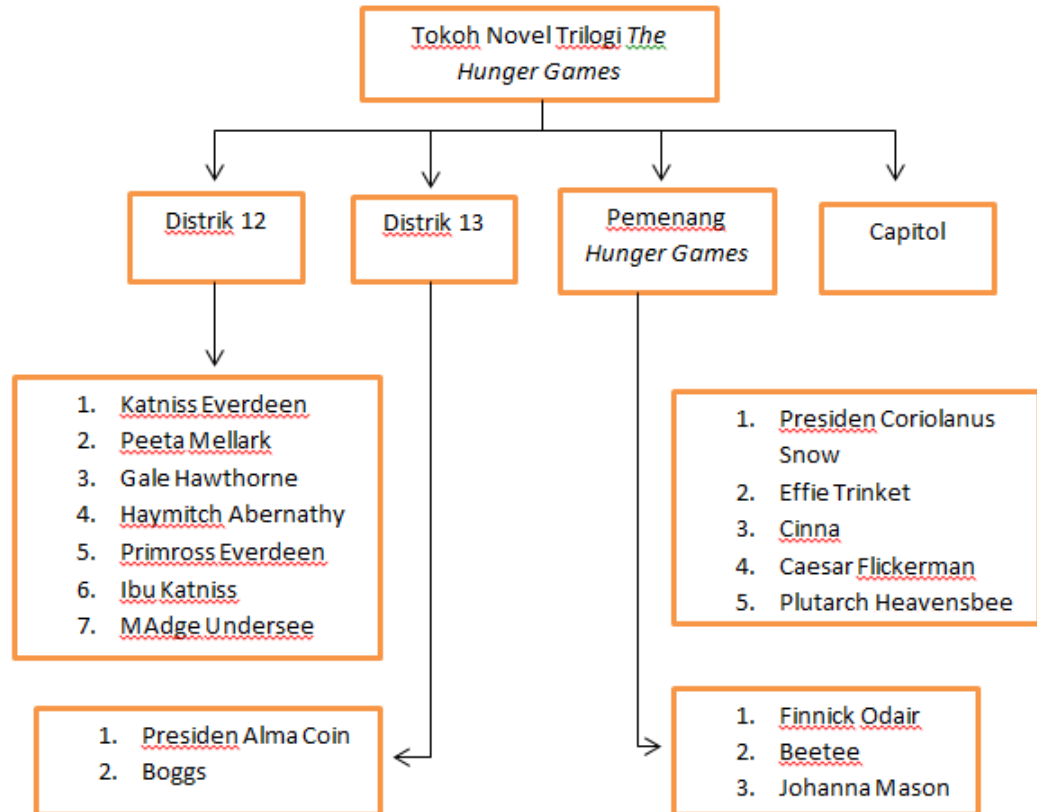 Tokoh Novel Trilogi The
Hunger Games
Distrik 12
Distrik 13
Pemenang
Hunger Games
Capitol
1. Katniss Everdeen
2. Peeta Mellark
3. Gale Hawthorne
4. Haymitch Abernathy
5. Primross Everdeen
6. Ibu Katniss
7. MAdge Undersee
1. Presiden Coriolanus
Snow
2. Effie Trinket
3. Cinna
4. Caesar Flickerman
5. Plutarch Heavensbee
1. Presiden Alma Coin
2. Boggs
1. Finnick Odair
2. Beetee
3. Johanna Mason